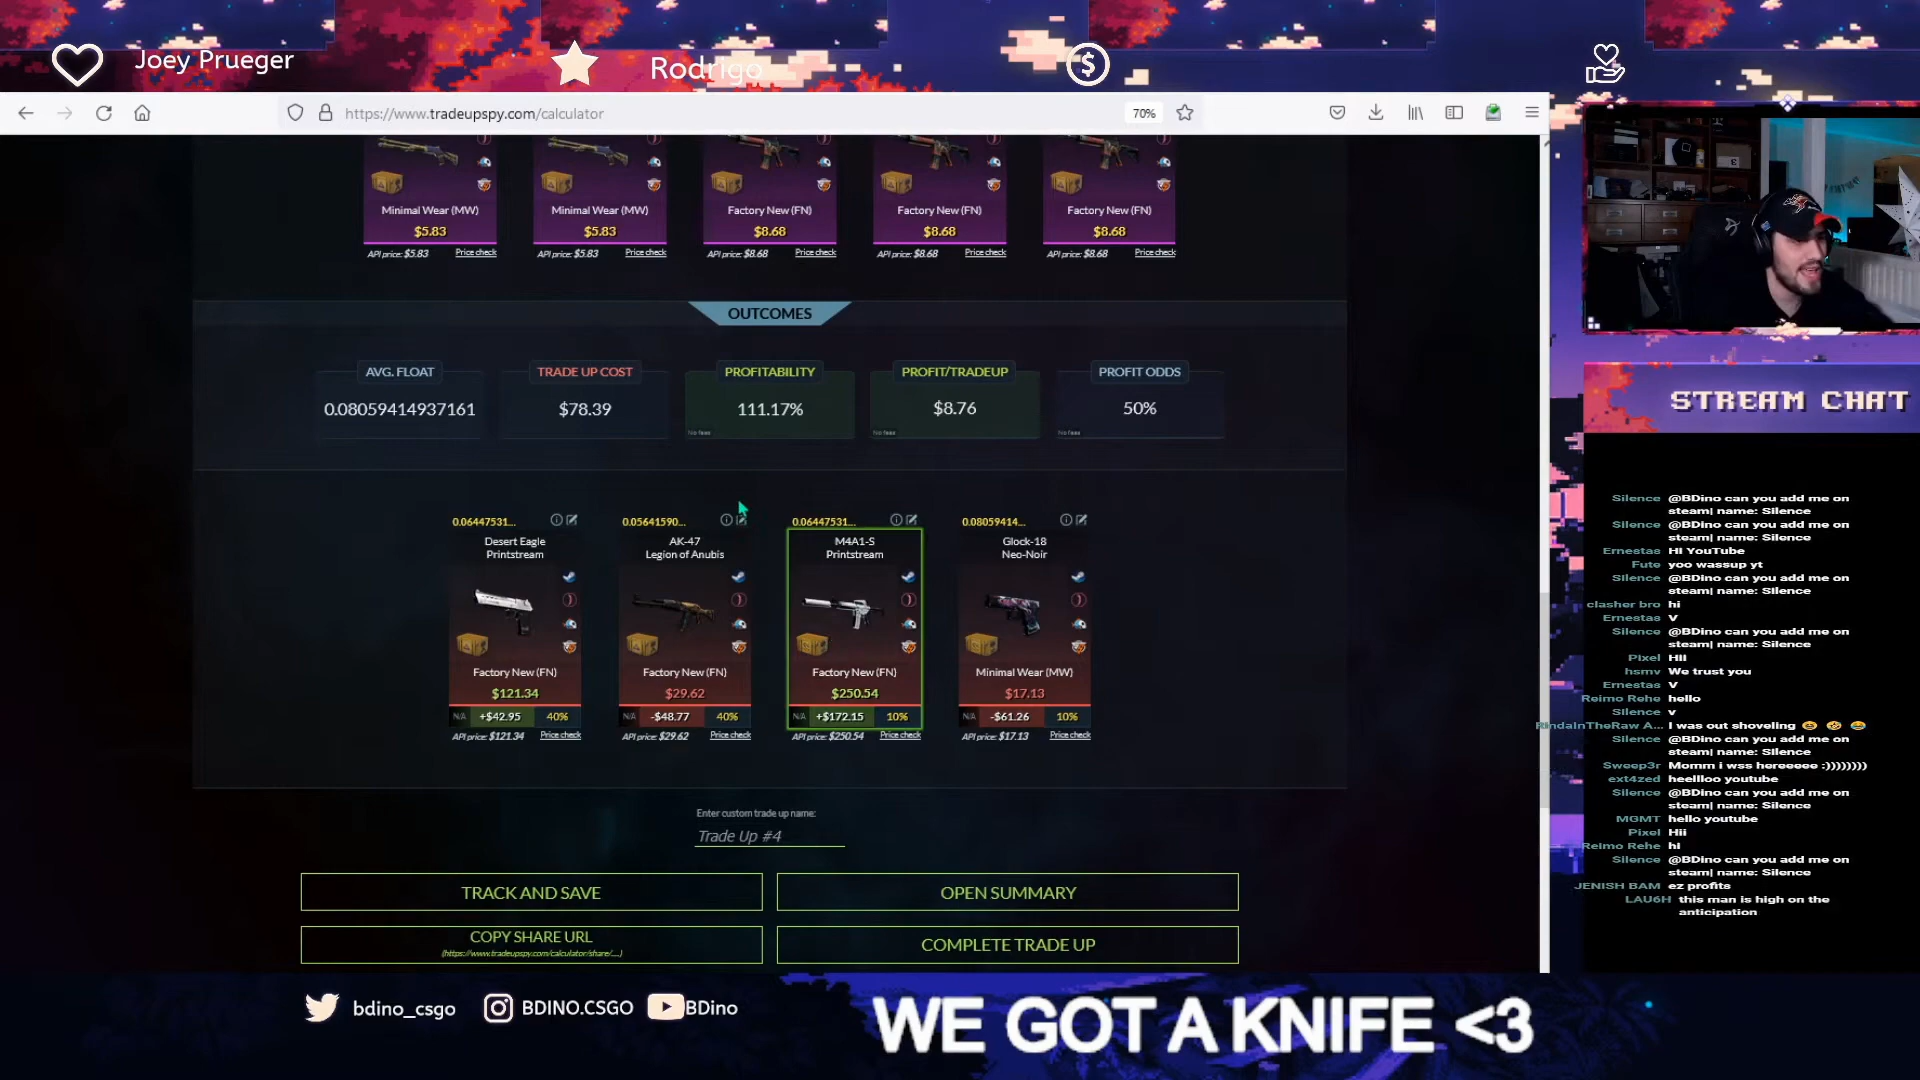 Joey Prueger
Rodrigo
https://www.tradeupspy.com/calculator
70%
Minimal Wear (MW)
$5.83
API price: $5.83
Price check
Minimal Wear (MW)
$5.83
API price: $5.83
Price check
Factory New (FN)
$8.68
API price: $8.68
Price check
Factory New (FN)
$8.68
API price: $8.68
Price check
Factory New (FN)
$8.68
API price: $8.68
Price check
OUTCOMES
AVG. FLOAT
0.08059414937161
TRADE UP COST
$78.39
PROFITABILITY
111.17%
No fees
PROFIT/TRADEUP
$8.76
No fees
PROFIT ODDS
50%
No fees
0.06447531...
Desert Eagle
Printstream
Factory New (FN)
$121.34
N/A +$42.95 40%
API price: $121.34
Price check
0.05641590...
AK-47
Legion of Anubis
Factory New (FN)
$29.62
N/A -$48.77 40%
API price: $29.62
Price check
0.06447531...
M4A1-S
Printstream
Factory New (FN)
$250.54
N/A +$172.15 10%
API price: $250.54
Price check
0.08059414...
Glock-18
Neo-Noir
Minimal Wear (MW)
$17.13
N/A -$61.26 10%
API price: $17.13
Price check
Enter custom trade up name:
Trade Up #4
TRACK AND SAVE
OPEN SUMMARY
COPY SHARE URL
(https://www.tradeupspy.com/calculator/share/.....)
COMPLETE TRADE UP
STREAM CHAT
Silence @BDino can you add me on
steam| name: Silence
Silence @BDino can you add me on
steam| name: Silence
Ernestas Hi YouTube
Fute yoo wassup yt
Silence @BDino can you add me on
steam| name: Silence
clasher bro hi
Ernestas V
Silence @BDino can you add me on
steam| name: Silence
Pixel Hii
hsmv We trust you
Ernestas V
Reimo Rehe hello
Silence v
RindaInTheRaw A... I was out shoveling
Silence @BDino can you add me on
steam| name: Silence
Sweep3r Momm i wss hereeeee :))))))))
ext4zed heellloo youtube
Silence @BDino can you add me on
steam| name: Silence
MGMT hello youtube
Pixel Hii
Reimo Rehe hi
Silence @BDino can you add me on
steam| name: Silence
JENISH BAM ez profits
LAU6H this man is high on the
anticipation
bdino_csgo
BDINO.CSGO
BDino
WE GOT A KNIFE <3